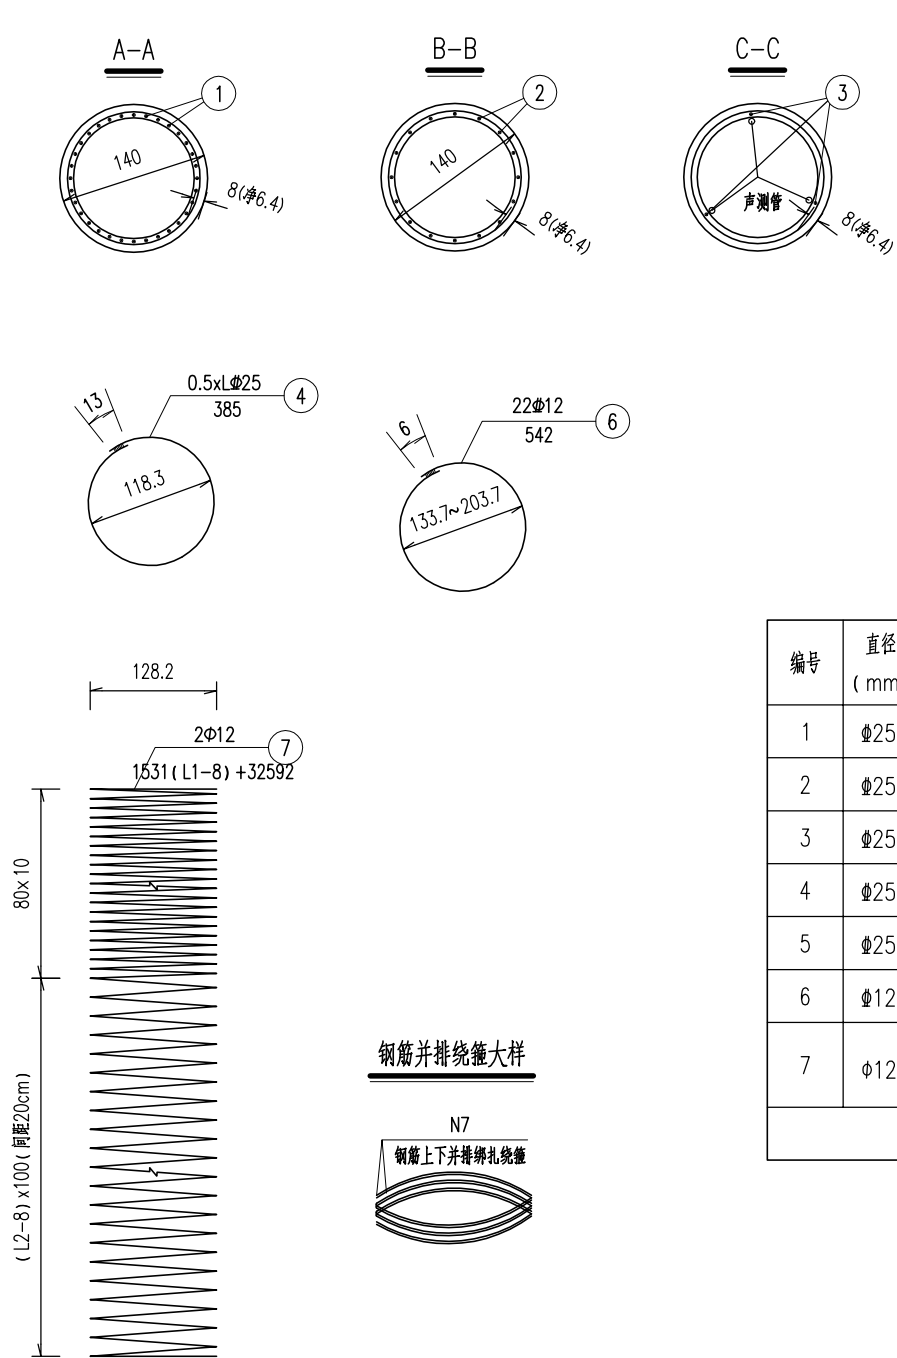 A-A
B-B
C-C
1
2
3
140
140
声测管
8(净6.4)
8(净6.4)
8(净6.4)
13
0.5xLΦ25
385
4
118.3
6
22Φ12
542
6
133.7~203.7
128.2
2Φ12
7
1531(L1-8)+32592
80x10
(L2-8)x100(间距20cm)
钢筋并排绕箍大样
N7
钢筋上下并排绑扎绕箍
编号
直径
(mm
1
Φ25
2
Φ25
3
Φ25
4
Φ25
5
Φ25
6
Φ12
7
Φ12